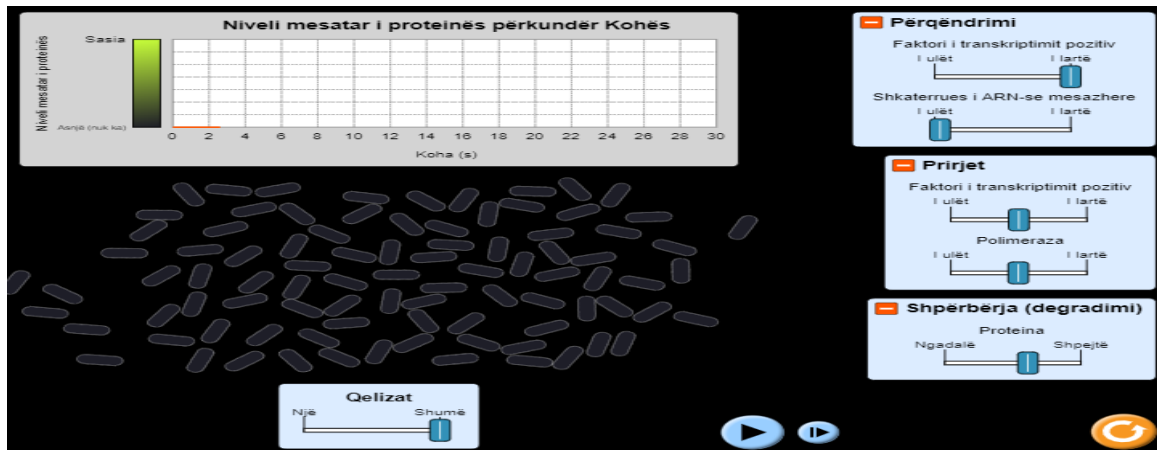 Niveli mesatar i proteinës përkundër Kohës
Niveli mesatar i proteinës
Sasia
Asnjë (nuk ka)
0 2 4 6 8 10 12 14 16 18 20 22 24 26 28 30
Koha (s)
Përqëndrimi
Faktori i transkriptimit pozitiv
I ulët I lartë
Shkaterrues i ARN-se mesazhere
I ulët I lartë
Prirjet
Faktori i transkriptimit pozitiv
I ulët I lartë
Polimeraza
I ulët I lartë
Shpërbërja (degradimi)
Proteina
Ngadalë Shpejtë
Qelizat
Një Shumë